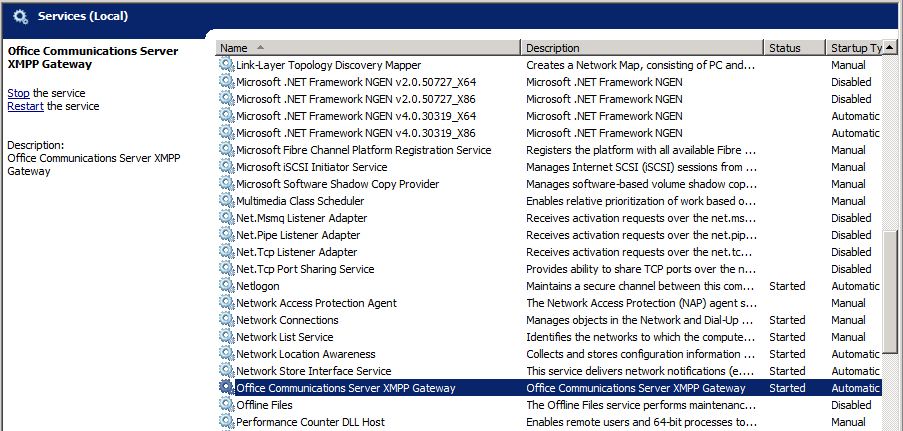 Services (Local)
Office Communications Server
XMPP Gateway
Stop the service
Restart the service
Description:
Office Communications Server XMPP
Gateway
Name Description Status Startup Ty
Link-Layer Topology Discovery Mapper Creates a Network Map, consisting of PC and... Manual
Microsoft .NET Framework NGEN v2.0.50727_X64 Microsoft .NET Framework NGEN Disabled
Microsoft .NET Framework NGEN v2.0.50727_X86 Microsoft .NET Framework NGEN Disabled
Microsoft .NET Framework NGEN v4.0.30319_X64 Microsoft .NET Framework NGEN Automatic
Microsoft .NET Framework NGEN v4.0.30319_X86 Microsoft .NET Framework NGEN Automatic
Microsoft Fibre Channel Platform Registration Service Registers the platform with all available Fibre ... Manual
Microsoft iSCSI Initiator Service Manages Internet SCSI (iSCSI) sessions from ... Manual
Microsoft Software Shadow Copy Provider Manages software-based volume shadow cop... Manual
Multimedia Class Scheduler Enables relative prioritization of work based o... Manual
Net.Msmq Listener Adapter Receives activation requests over the net.ms... Disabled
Net.Pipe Listener Adapter Receives activation requests over the net.pip... Disabled
Net.Tcp Listener Adapter Receives activation requests over the net.tc... Disabled
Net.Tcp Port Sharing Service Provides ability to share TCP ports over the n... Disabled
Netlogon Maintains a secure channel between this com... Started Automatic
Network Access Protection Agent The Network Access Protection (NAP) agent s... Manual
Network Connections Manages objects in the Network and Dial-Up ... Started Manual
Network List Service Identifies the networks to which the compute... Started Manual
Network Location Awareness Collects and stores configuration information ... Started Automatic
Network Store Interface Service This service delivers network notifications (e.... Started Automatic
Office Communications Server XMPP Gateway Office Communications Server XMPP Gateway Started Automatic
Offline Files The Offline Files service performs maintenanc... Disabled
Performance Counter DLL Host Enables remote users and 64-bit processes to... Manual